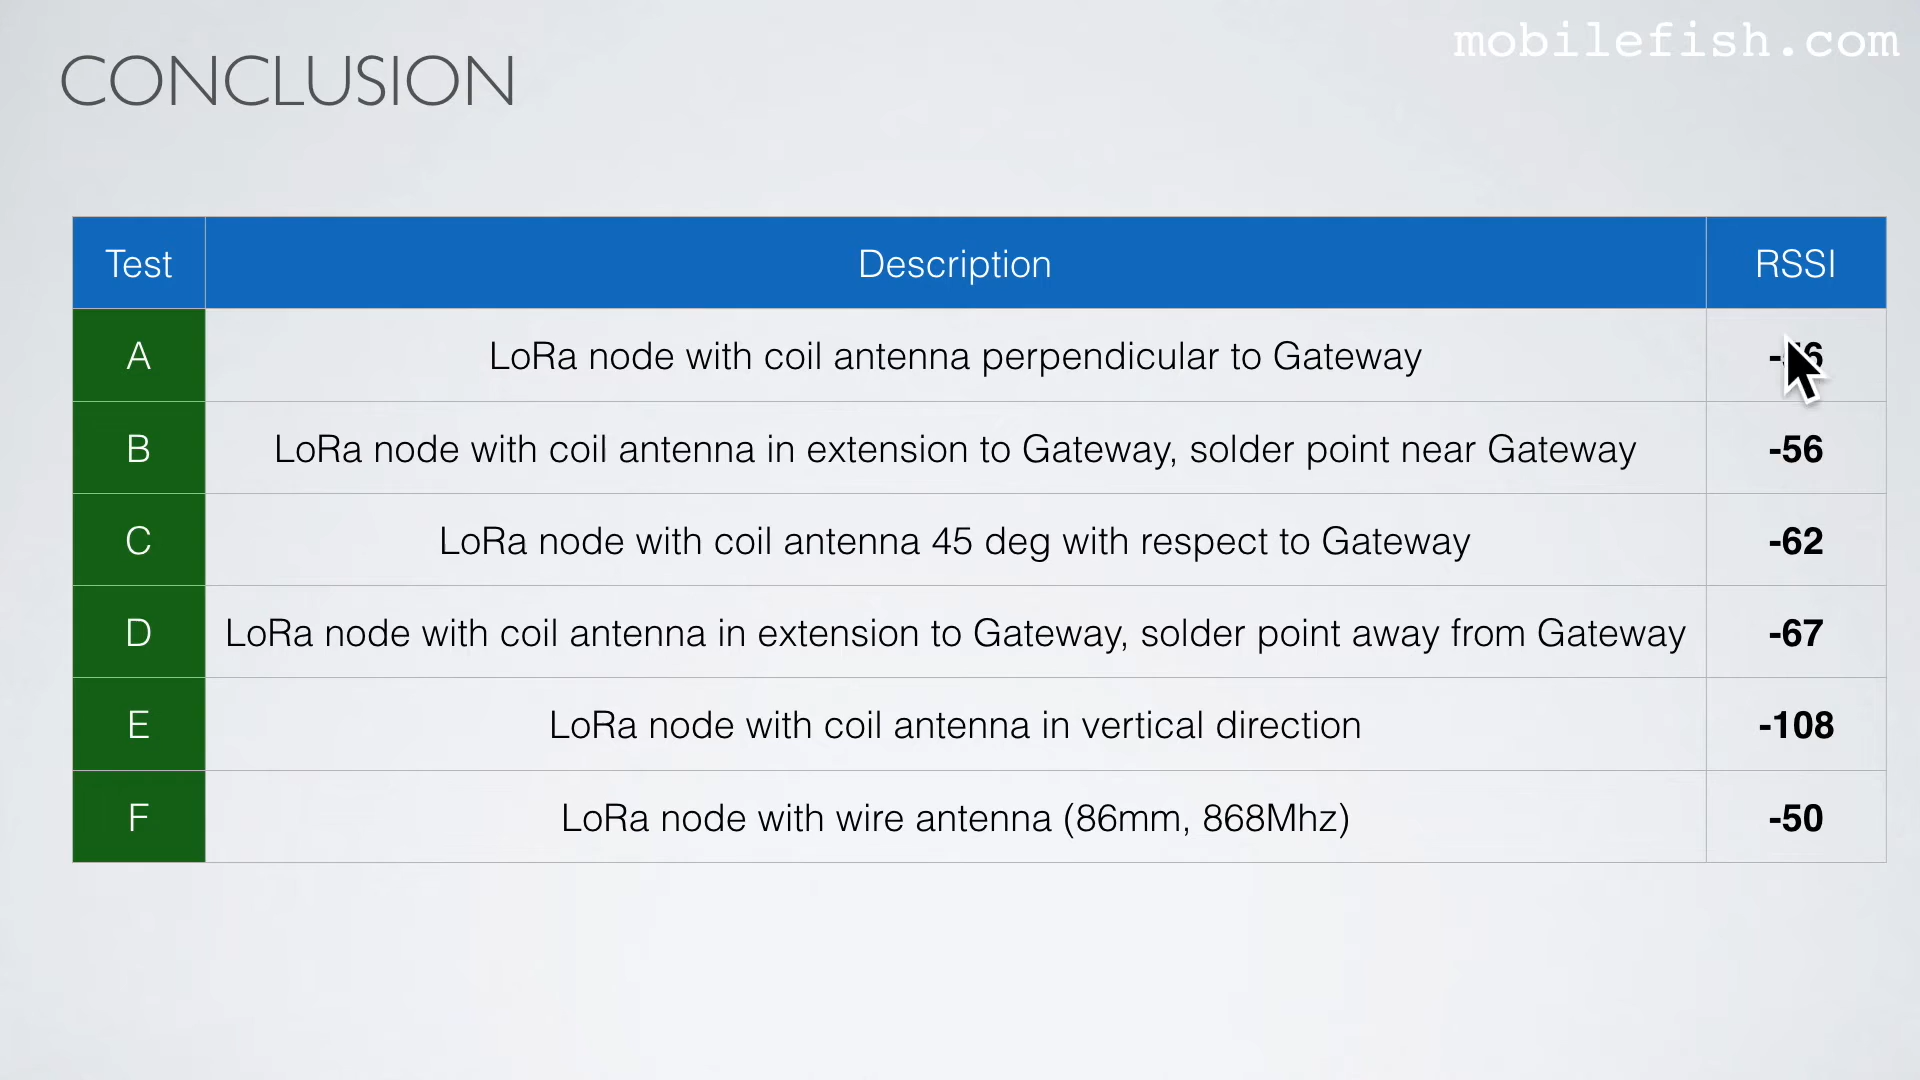 mobilefish.com
CONCLUSION
Test Description RSSI
A LoRa node with coil antenna perpendicular to Gateway
B LoRa node with coil antenna in extension to Gateway, solder point near Gateway -56
C LoRa node with coil antenna 45 deg with respect to Gateway -62
D LoRa node with coil antenna in extension to Gateway, solder point away from Gateway -67
E LoRa node with coil antenna in vertical direction -108
F LoRa node with wire antenna (86mm, 868Mhz) -50